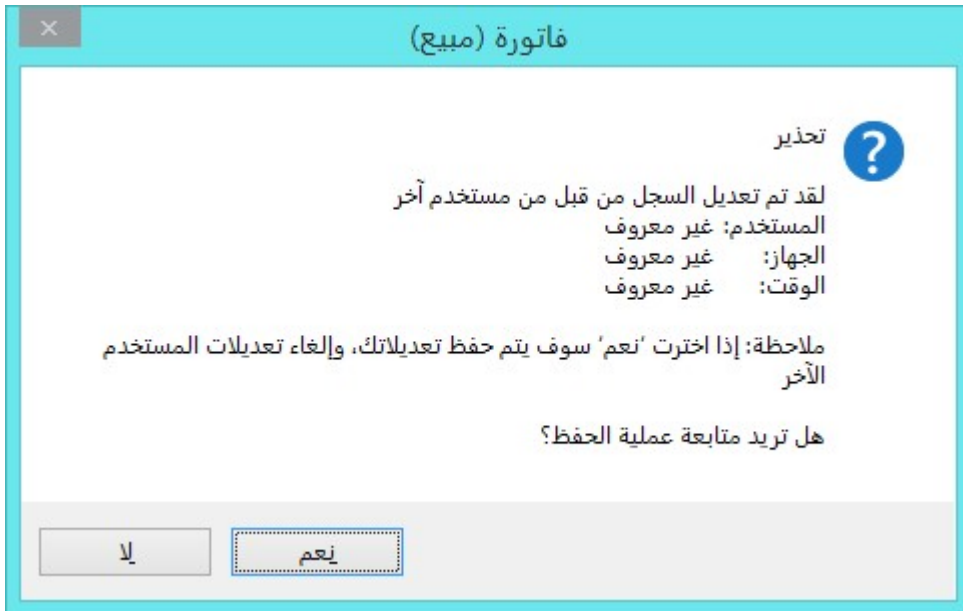 فاتورة (مبيع)
تحذير
لقد تم تعديل السجل من قبل من مستخدم آخر
المستخدم: غير معروف
الجهاز: غير معروف
الوقت: غير معروف
ملاحظة: إذا اخترت ’نعم‘ سوف يتم حفظ تعديلاتك، وإلغاء تعديلات المستخدم
الآخر
هل تريد متابعة عملية الحفظ؟
نعم
لا